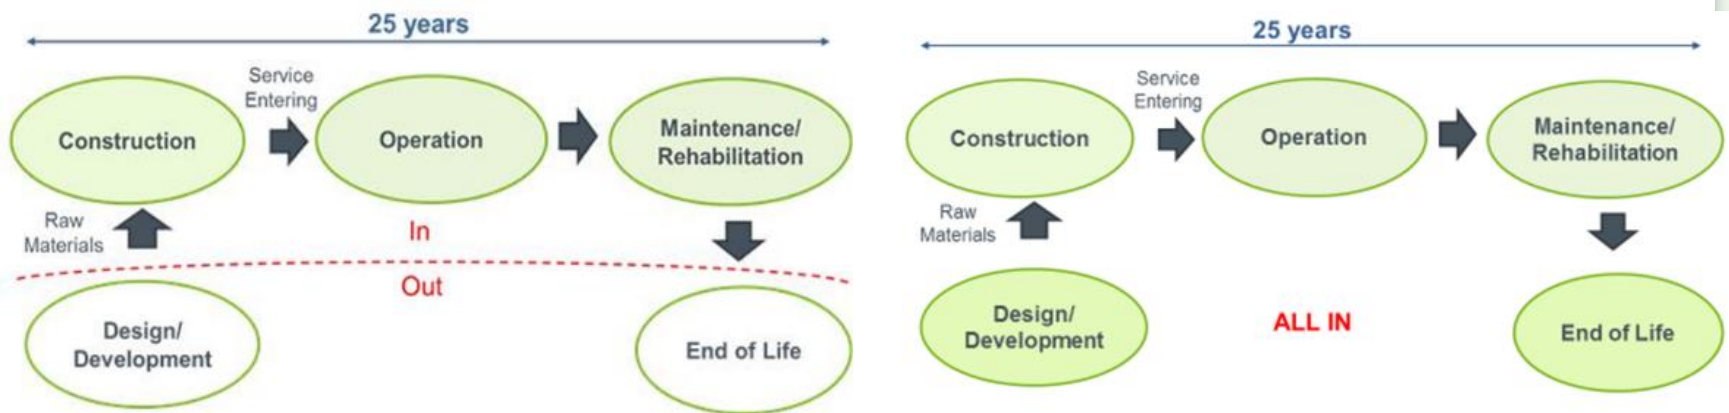 25 years
Service
Entering
Construction
Operation
Maintenance/
Rehabilitation
Raw
Materials
In
Out
Design/
Development
End of Life
25 years
Service
Entering
Construction
Operation
Maintenance/
Rehabilitation
Raw
Materials
Design/
Development
ALL IN
End of Life